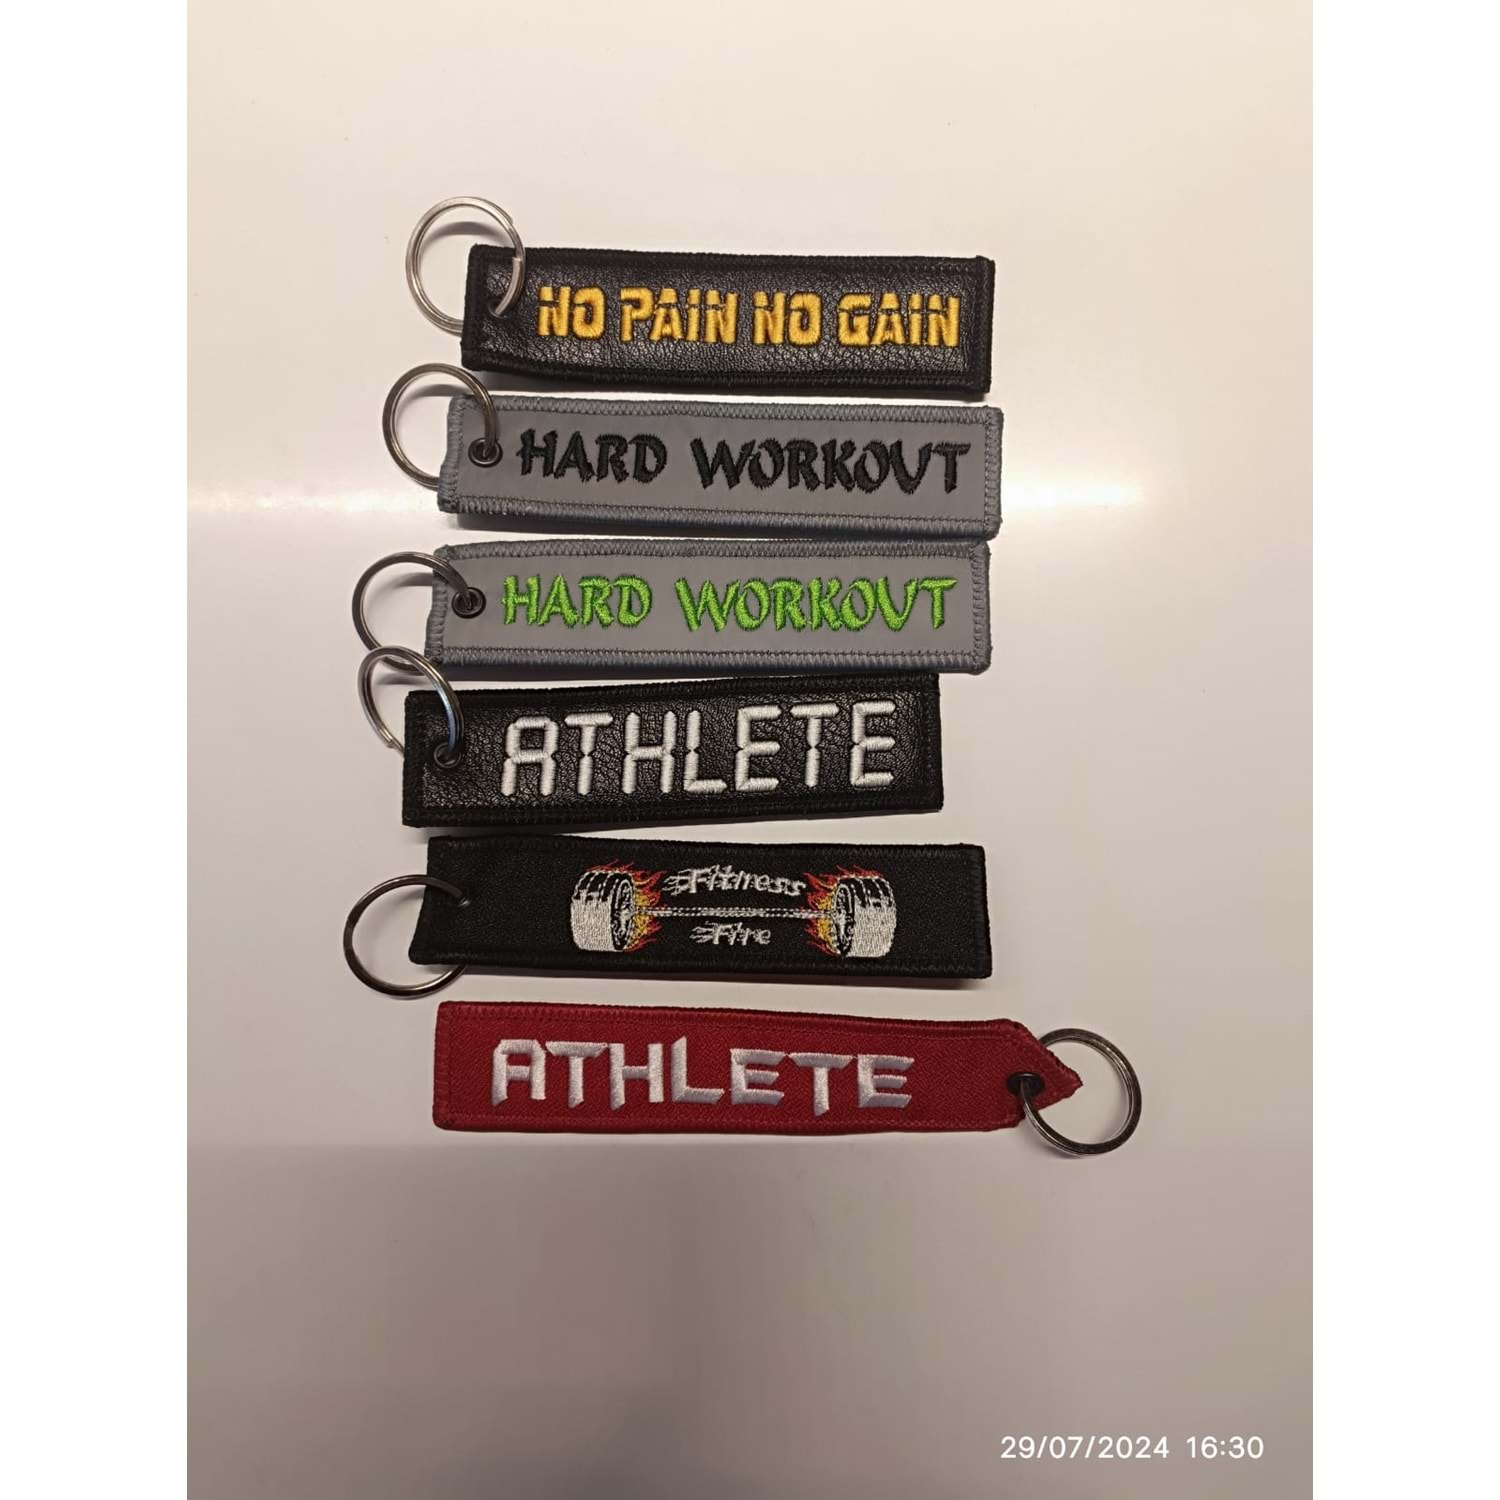 NO PAIN NO GAIN
HARD WORKOUT
HARD WORKOUT
ATHLETE
Fitness
Fire
ATHLETE
29/07/2024 16:30